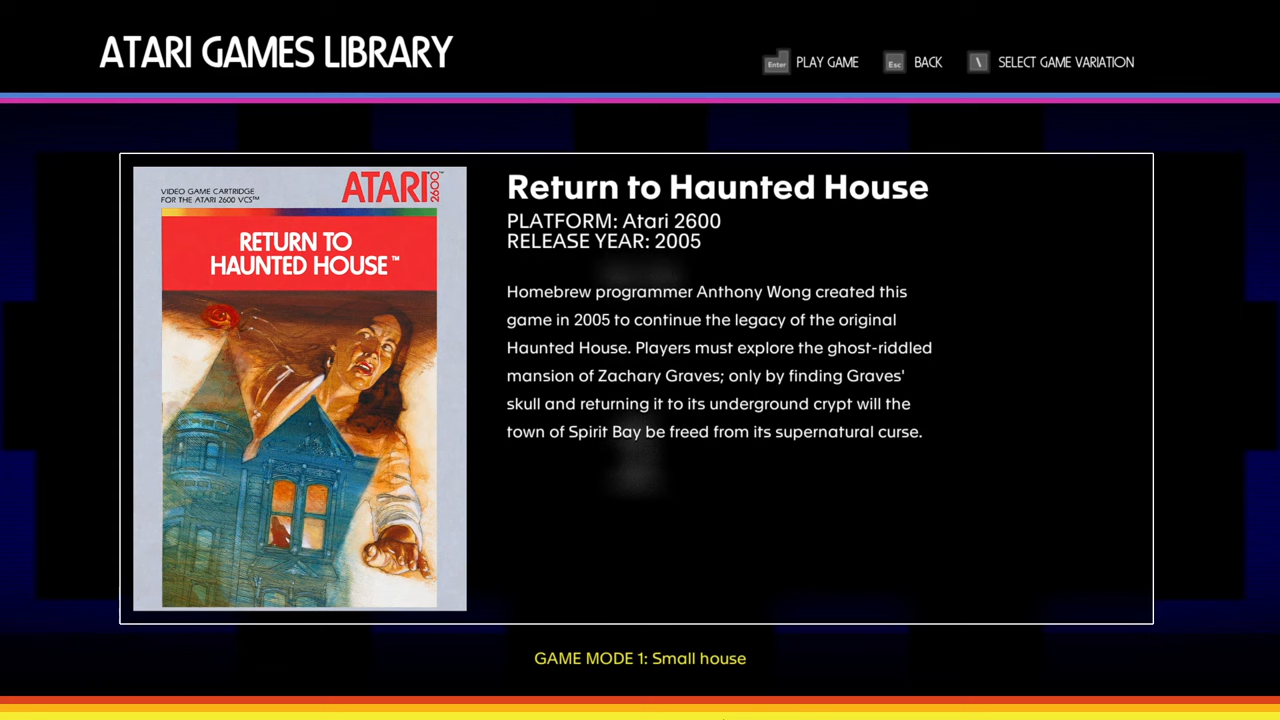 ATARI GAMES LIBRARY
Enter PLAY GAME Esc BACK \ SELECT GAME VARIATION
VIDEO GAME CARTRIDGE
FOR THE ATARI 2600 VCS™
ATARI 2600™
RETURN TO
HAUNTED HOUSE™
Return to Haunted House
PLATFORM: Atari 2600
RELEASE YEAR: 2005
Homebrew programmer Anthony Wong created this
game in 2005 to continue the legacy of the original
Haunted House. Players must explore the ghost-riddled
mansion of Zachary Graves; only by finding Graves'
skull and returning it to its underground crypt will the
town of Spirit Bay be freed from its supernatural curse.
GAME MODE 1: Small house